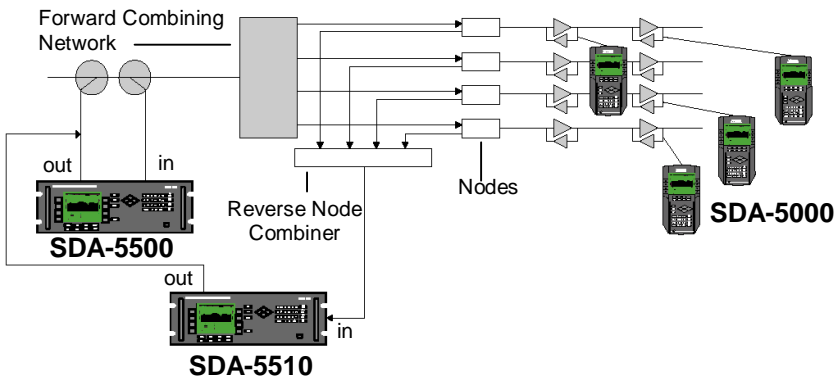 Forward Combining
Network
out
in
SDA-5500
Reverse Node
Combiner
Nodes
SDA-5000
out
in
SDA-5510